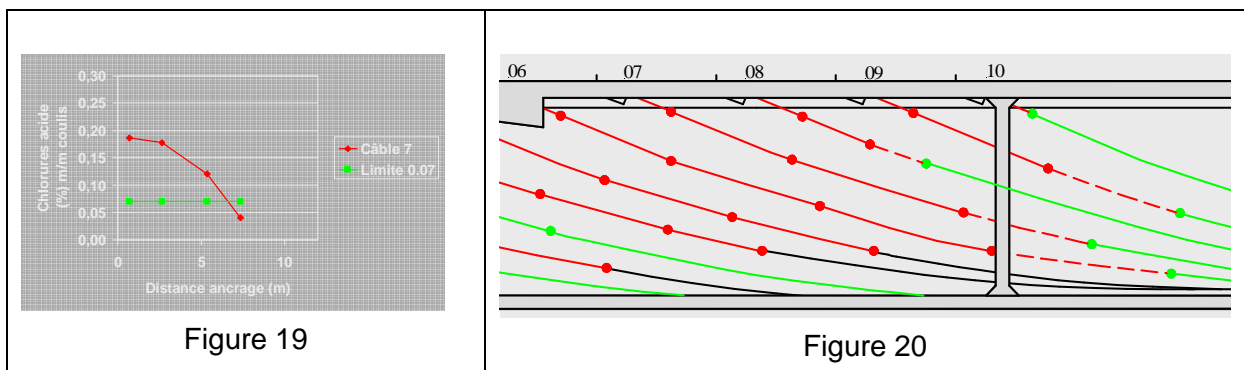 0,30
0,25
0,20
0,15
0,10
0,05
0,00
Chlorures acide
(%) m/m coulis
0
5
10
Distance ancrage (m)
Câble 7
Limite 0.07
Figure 19
06
07
08
09
10
Figure 20